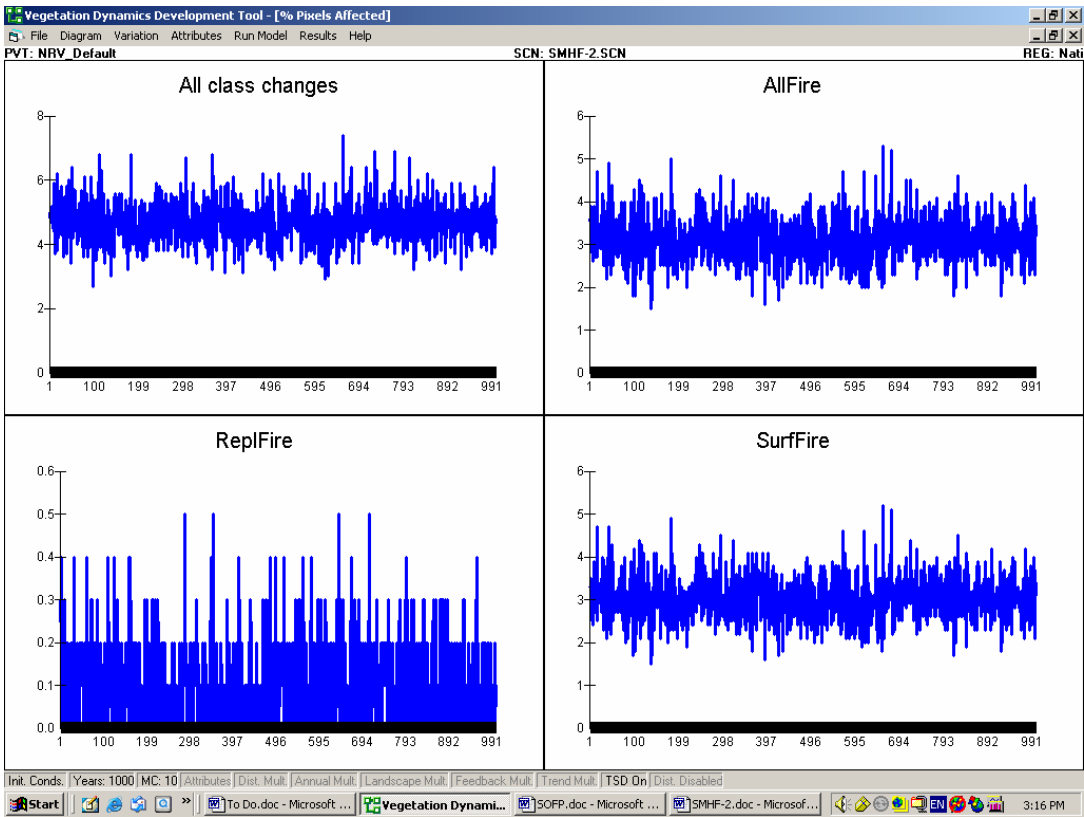 Vegetation Dynamics Development Tool - [% Pixels Affected]
File Diagram Variation Attributes Run Model Results Help
PVT: NRV_Default SCN: SMHF-2.SCN REG: Nati
All class changes
8
6
4
2
0
1 100 199 298 397 496 595 694 793 892 991
AllFire
6
5
4
3
2
1
0
1 100 199 298 397 496 595 694 793 892 991
ReplFire
0.6
0.5
0.4
0.3
0.2
0.1
0.0
1 100 199 298 397 496 595 694 793 892 991
SurfFire
6
5
4
3
2
1
0
1 100 199 298 397 496 595 694 793 892 991
Init. Conds. Years: 1000 MC: 10 Attributes Dist. Mult. Annual Mult. Landscape Mult. Feedback Mult. Trend Mult. TSD On Dist. Disabled
Start » To Do.doc - Microsoft ... Vegetation Dynami... SOFP.doc - Microsoft ... SMHF-2.doc - Microsof... EN 3:16 PM